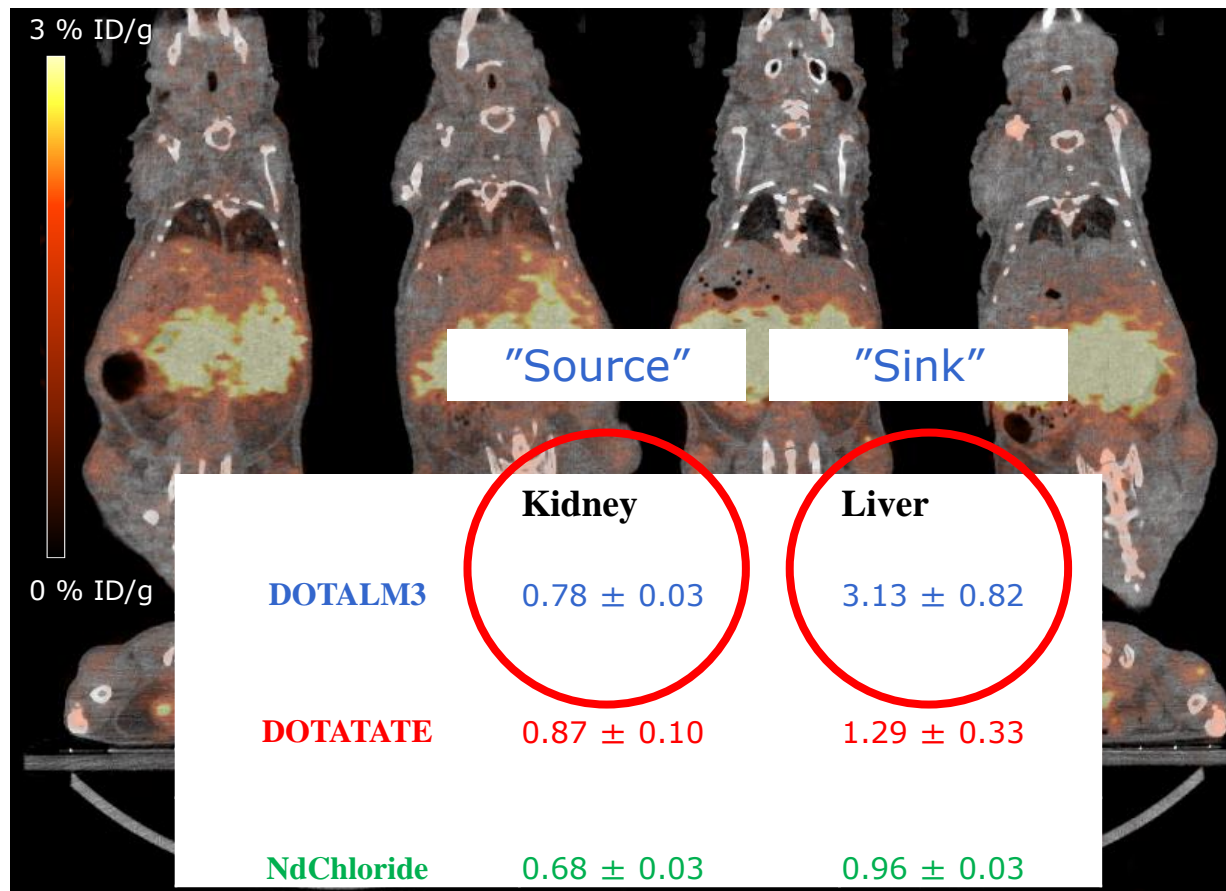 3 % ID/g
”Source” ”Sink”
Kidney Liver
0 % ID/g
DOTALM3 0.78 ± 0.03 3.13 ± 0.82
DOTATATE 0.87 ± 0.10 1.29 ± 0.33
NdChloride 0.68 ± 0.03 0.96 ± 0.03